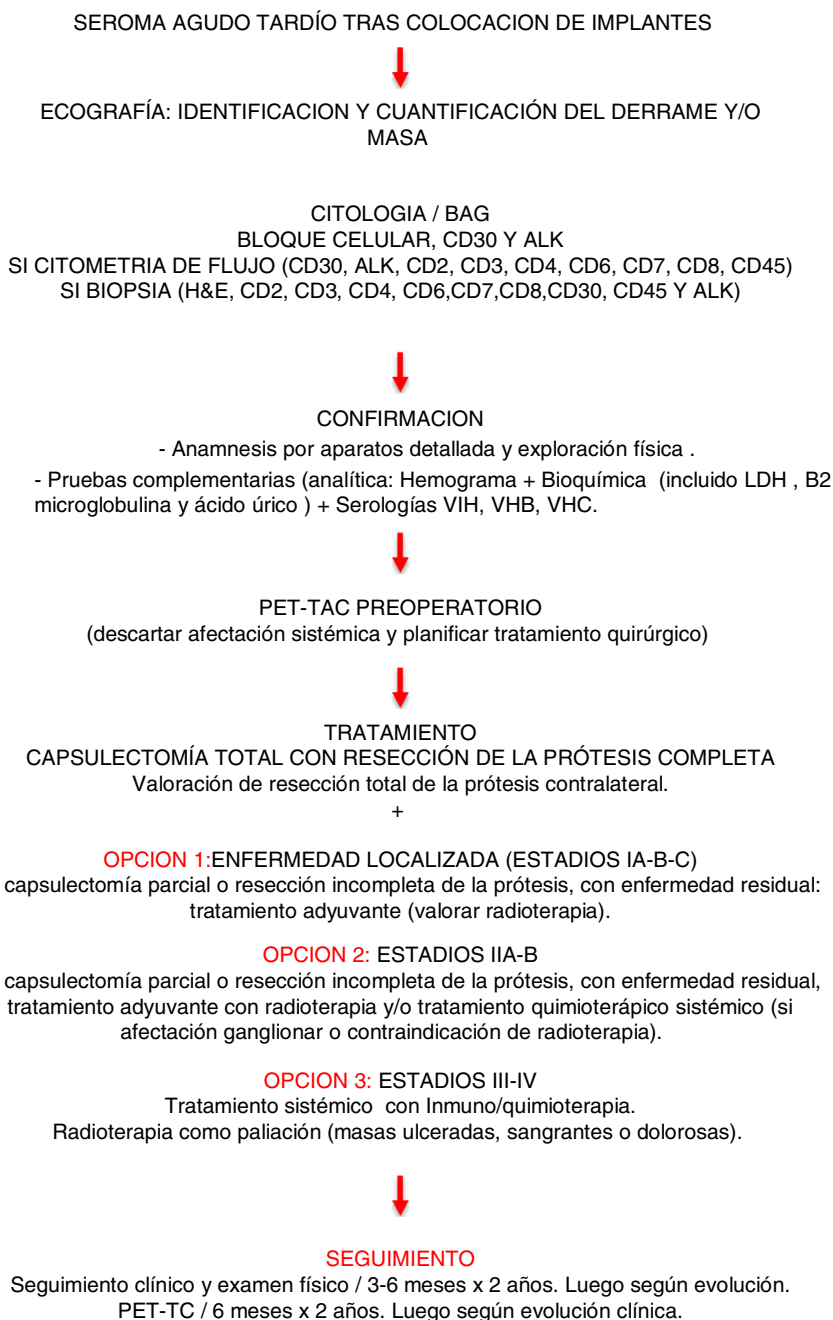 SEROMA AGUDO TARDÍO TRAS COLOCACION DE IMPLANTES
ECOGRAFÍA: IDENTIFICACION Y CUANTIFICACIÓN DEL DERRAME Y/O
MASA
CITOLOGIA / BAG
BLOQUE CELULAR, CD30 Y ALK
SI CITOMETRIA DE FLUJO (CD30, ALK, CD2, CD3, CD4, CD6, CD7, CD8, CD45)
SI BIOPSIA (H&E, CD2, CD3, CD4, CD6,CD7,CD8,CD30, CD45 Y ALK)
CONFIRMACION
- Anamnesis por aparatos detallada y exploración física .
- Pruebas complementarias (analítica: Hemograma + Bioquímica (incluido LDH , B2
microglobulina y ácido úrico ) + Serologías VIH, VHB, VHC.
PET-TAC PREOPERATORIO
(descartar afectación sistémica y planificar tratamiento quirúrgico)
TRATAMIENTO
CAPSULECTOMÍA TOTAL CON RESECCIÓN DE LA PRÓTESIS COMPLETA
Valoración de resección total de la prótesis contralateral.
+
OPCION 1:ENFERMEDAD LOCALIZADA (ESTADIOS IA-B-C)
capsulectomía parcial o resección incompleta de la prótesis, con enfermedad residual:
tratamiento adyuvante (valorar radioterapia).
OPCION 2: ESTADIOS IIA-B
capsulectomía parcial o resección incompleta de la prótesis, con enfermedad residual,
tratamiento adyuvante con radioterapia y/o tratamiento quimioterápico sistémico (si
afectación ganglionar o contraindicación de radioterapia).
OPCION 3: ESTADIOS III-IV
Tratamiento sistémico con Inmuno/quimioterapia.
Radioterapia como paliación (masas ulceradas, sangrantes o dolorosas).
SEGUIMIENTO
Seguimiento clínico y examen físico / 3-6 meses x 2 años. Luego según evolución.
PET-TC / 6 meses x 2 años. Luego según evolución clínica.